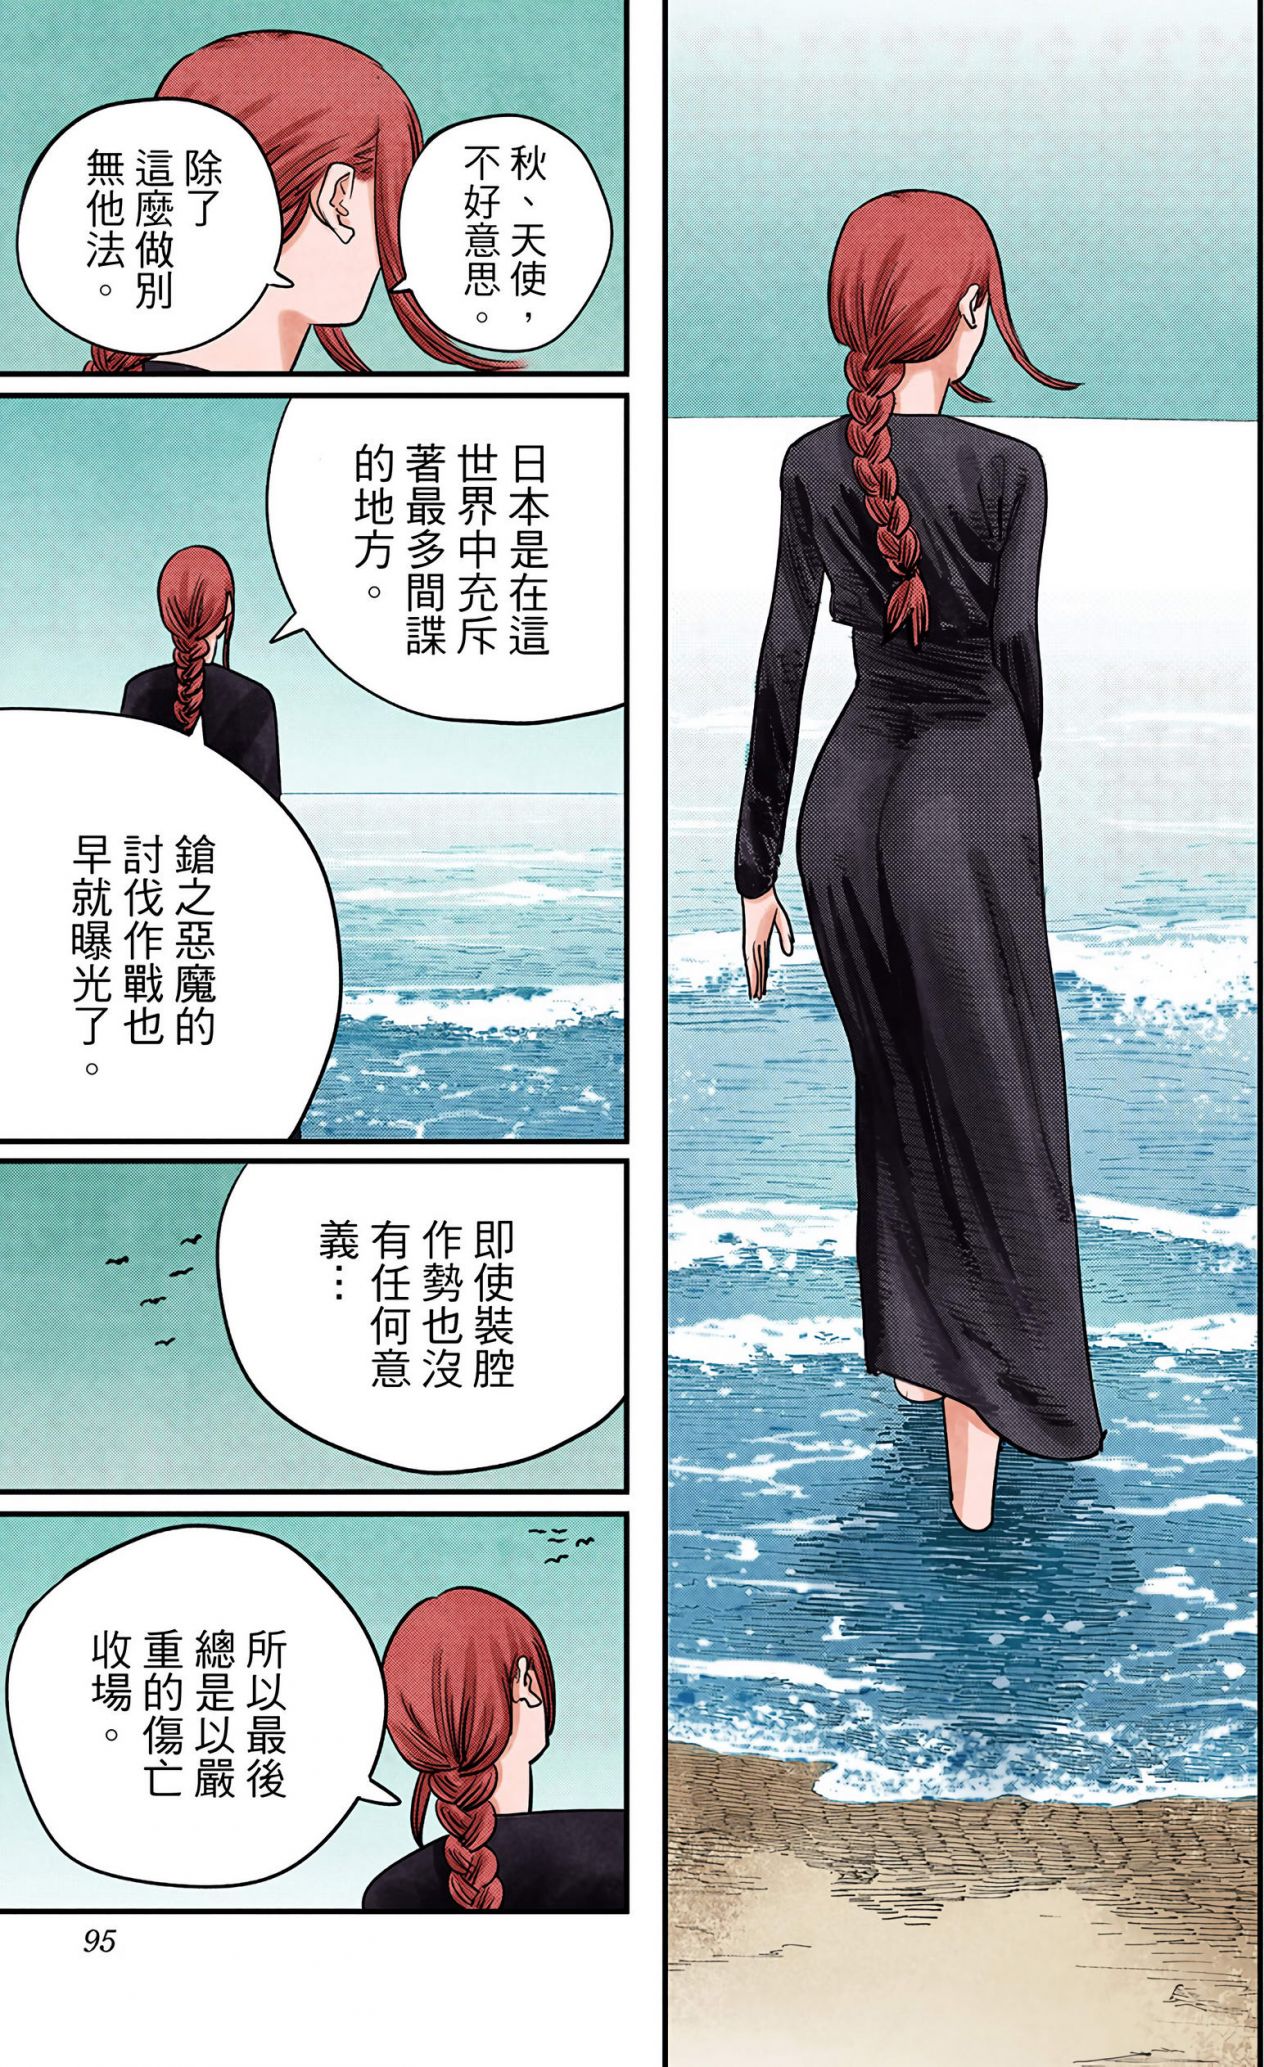 秋、天使，
不好意思。
除了
這麼做別
無他法。
日本是在這
世界中充斥
著最多間諜
的地方。
鎗之惡魔的
討伐作戰也
早就曝光了。
即使裝腔
作勢也沒
有任何意
義⋯
所以最後
總是以嚴
重的傷亡
收場。
95